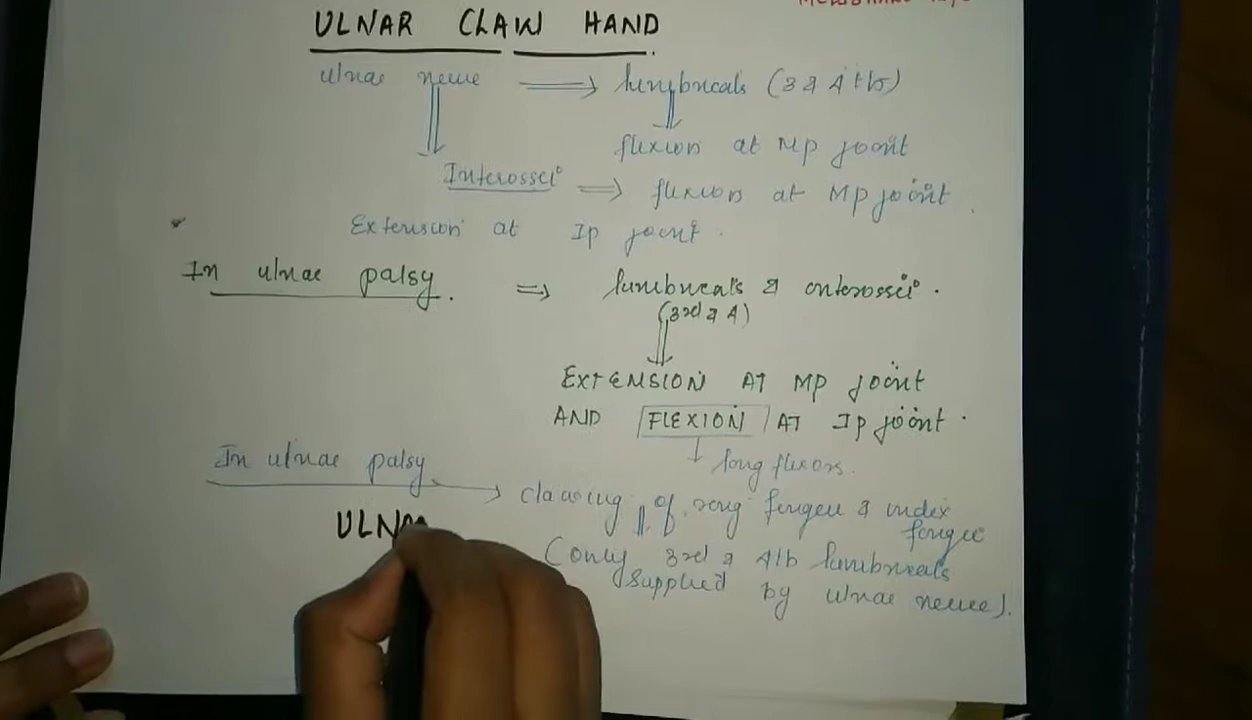 ULNAR CLAW HAND
ulnar nerve ⇒ lumbricals (3 & 4th)
flexion at MP joint
Interossei ⇒ flexion at MP joint.
Extension at Ip joint.
In ulnar palsy. ⇒ lumbricals & interossei.
(3rd & 4)
EXTENSION AT MP JOINT
AND FLEXION AT IP joint.
In ulnar palsy
long flexors.
clawing of ring finger & index
finger
(only 3rd & 4th lumbricals
supplied by ulnar nerve).
ULN